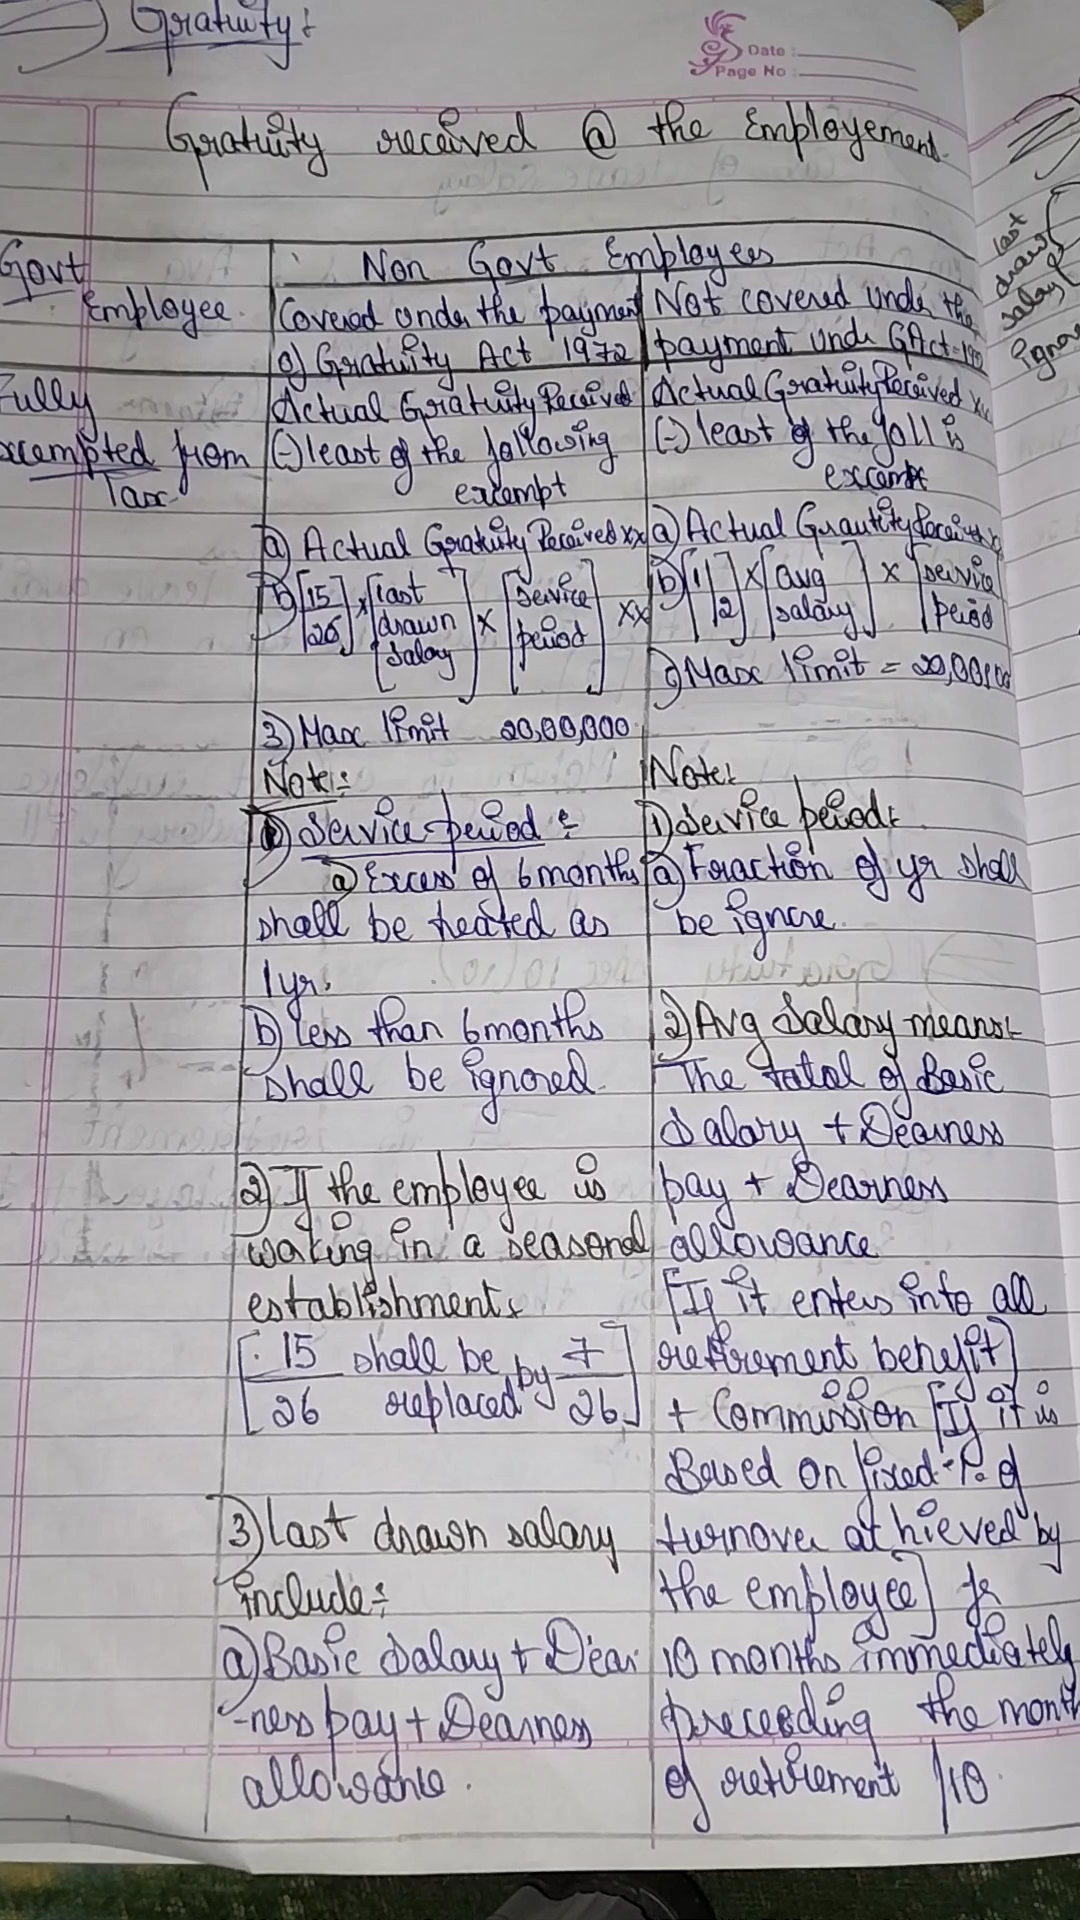 Gratuity:
Date :
Page No :
Gratuity received @ the Employement.
Govt Employee.
Non Govt Employees
Covered under the payment
of Gratuity Act 1972
Not covered under the
payment unde GAct-1972
Fully
excempted from
Tax
Actual Gratuity Received
(-) least of the following
excempt
a) Actual Gratuity Received xx
b) [15/26] x [last drawn salary] x [service period] xx
3) Max limit 20,00,000
Note:-
1) Service period :-
a) Excess of 6 months
shall be treated as
1yr.
b) Less than 6 months
shall be ignored.
2) If the employee is
working in a seasonal
establishment:
[15/26 shall be replaced by 7/26]
3) Last drawn salary
include:-
a) Basic Salary + Dear
-ness pay + Dearness
allowance.
Actual Gratuity Received xx
(-) least of the foll is
excempt
a) Actual Guautity Received x
b) [1/2] x [avg salary] x [service period]
c) Max limit = 20,00,000
Note:
1) Service period:
a) Fraction of yr shall
be ignore.
2) Avg Salary means:-
The total of Basic
Salary + Dearness
pay + Dearness
allowance
[If it enters into all
retirement benefit]
+ Commission [If it is
Based on fixed % of
turnover achieved by
the employee] for
10 months immediately
preceeding the month
of retirement /10.
last
drawn
salary
ignore